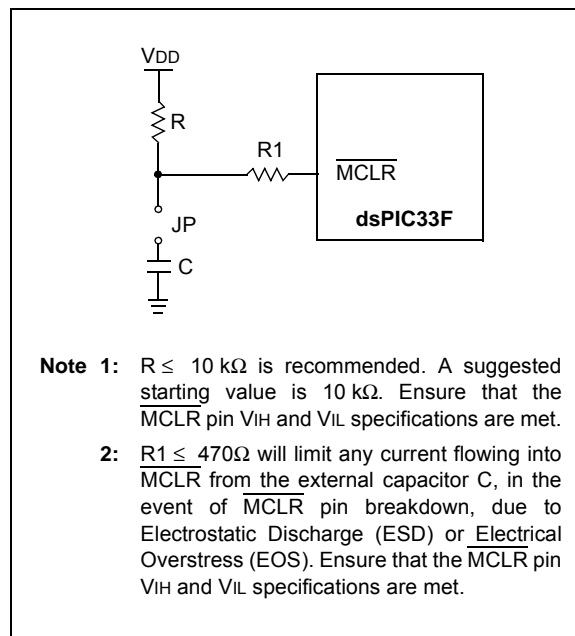 VDD
R
R1
MCLR
JP
dsPIC33F
C
Note 1: R ≤ 10 kΩ is recommended. A suggested
starting value is 10 kΩ. Ensure that the
MCLR pin VIH and VIL specifications are met.
2: R1 ≤ 470Ω will limit any current flowing into
MCLR from the external capacitor C, in the
event of MCLR pin breakdown, due to
Electrostatic Discharge (ESD) or Electrical
Overstress (EOS). Ensure that the MCLR pin
VIH and VIL specifications are met.